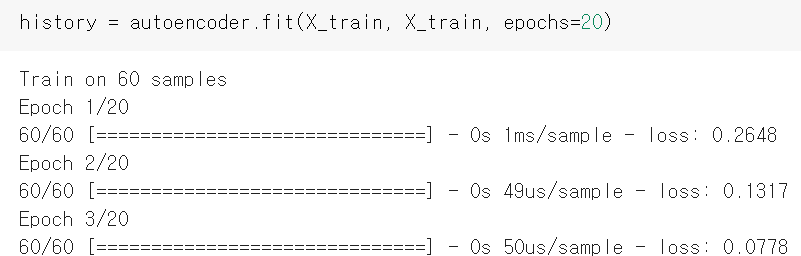 history = autoencoder.fit(X_train, X_train, epochs=20)
Train on 60 samples
Epoch 1/20
60/60 [==============================] - 0s 1ms/sample - loss: 0.2648
Epoch 2/20
60/60 [==============================] - 0s 49us/sample - loss: 0.1317
Epoch 3/20
60/60 [==============================] - 0s 50us/sample - loss: 0.0778